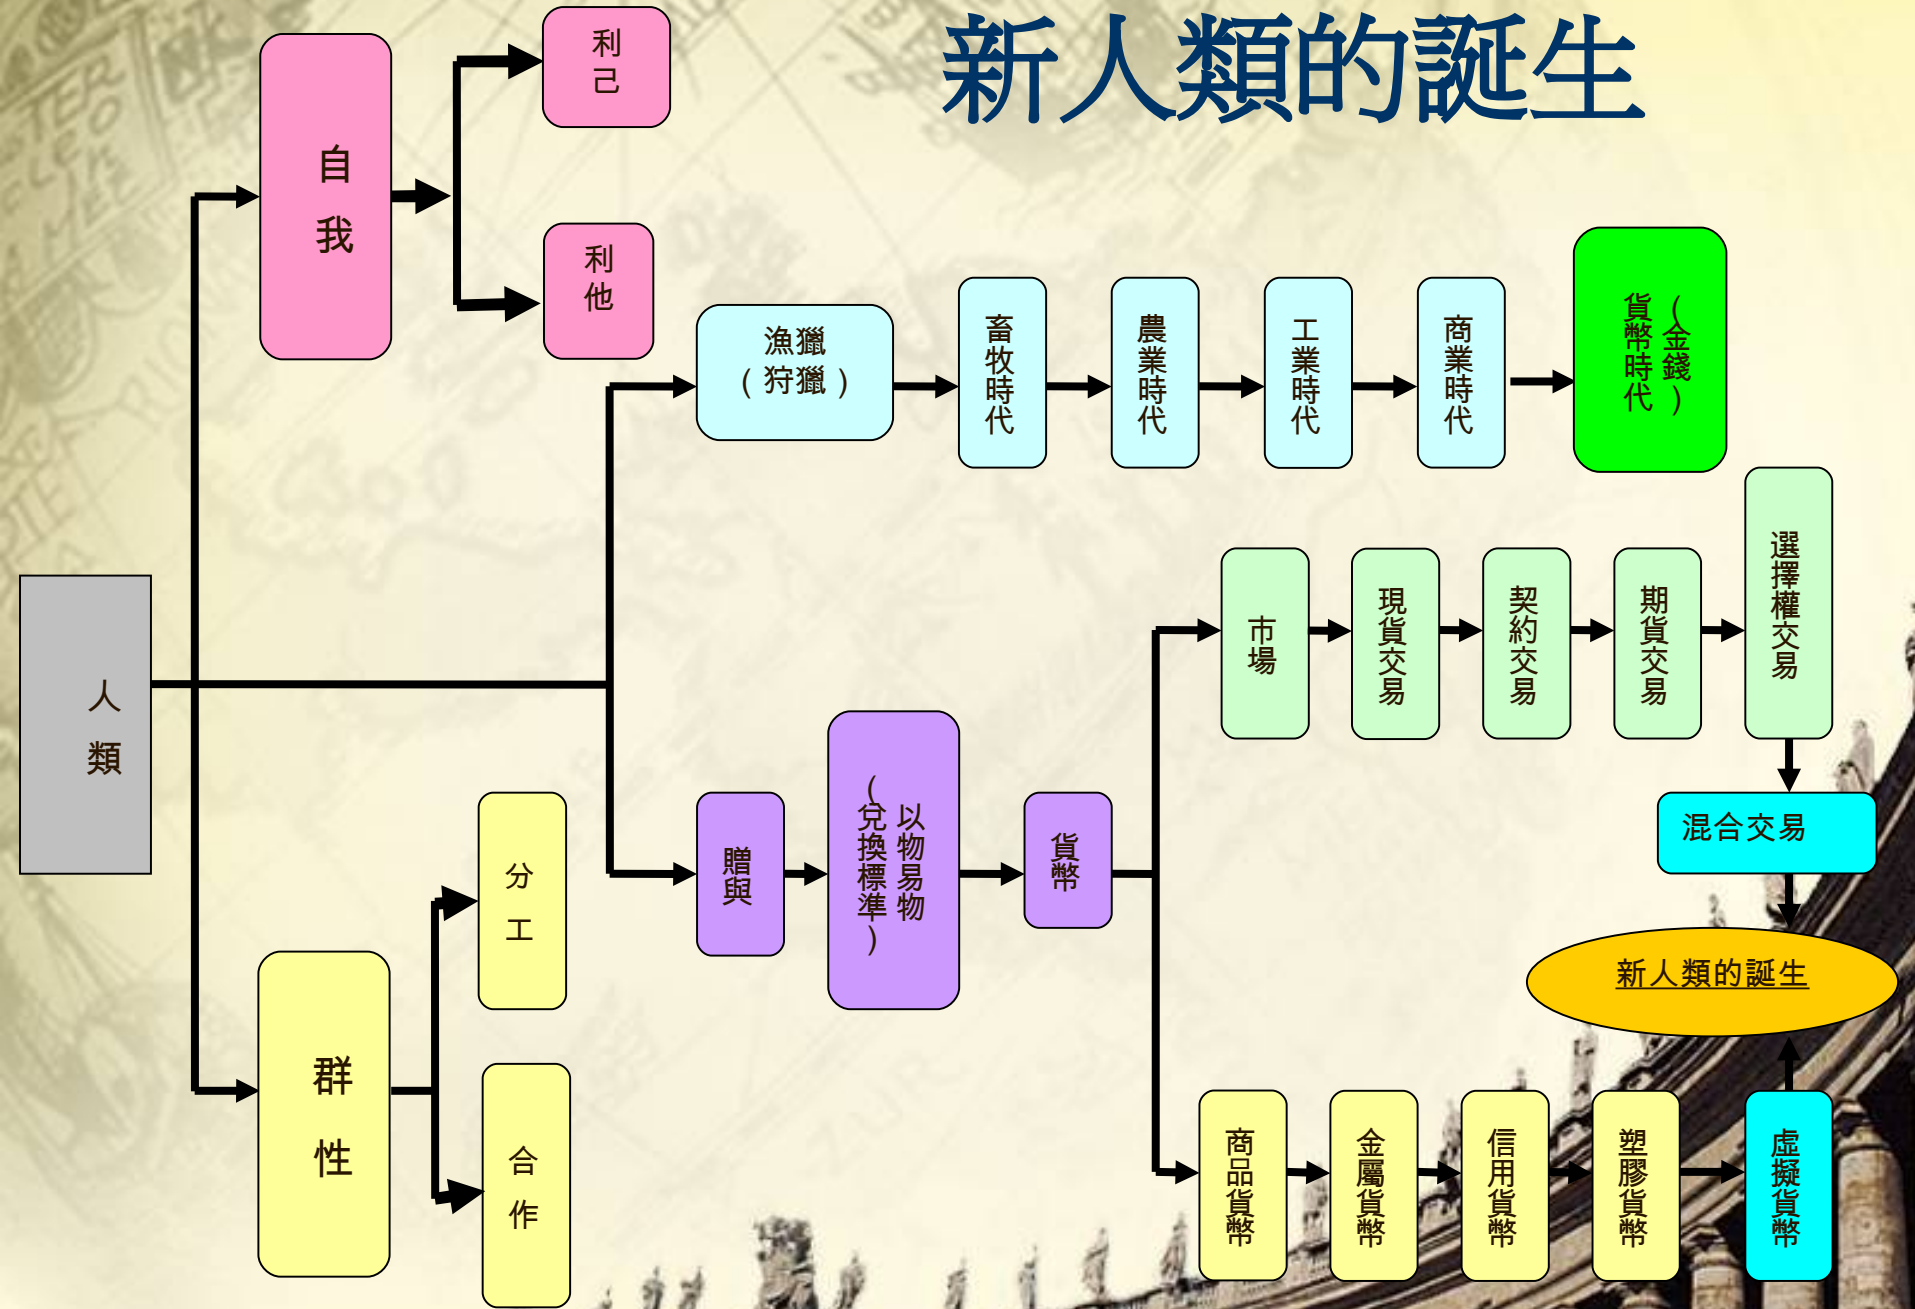 新人類的誕生
人類
自我
利己
利他
漁獵
(狩獵)
畜牧時代
農業時代
工業時代
商業時代
(金錢)
貨幣時代
群性
分工
合作
贈與
以物易物
(兌換標準)
貨幣
市場
現貨交易
契約交易
期貨交易
選擇權交易
混合交易
新人類的誕生
商品貨幣
金屬貨幣
信用貨幣
塑膠貨幣
虛擬貨幣